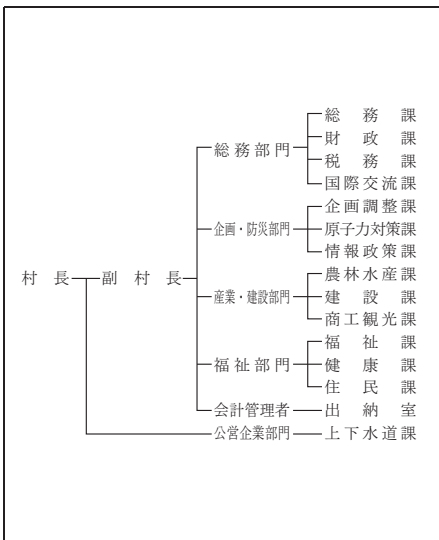 総務課
総務部門
財政課
税務課
国際交流課
企画調整課
企画・防災部門
原子力対策課
情報政策課
村長
副村長
農林水産課
産業・建設部門
建設課
商工観光課
福祉課
福祉部門
健康課
住民課
会計管理者
出納室
公営企業部門
上下水道課